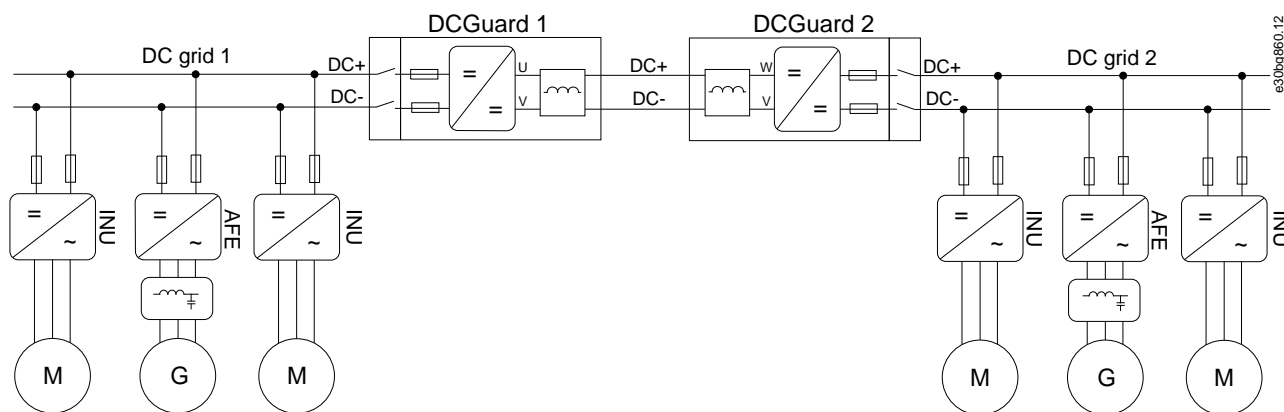 DCGuard 1
DCGuard 2
DC grid 1
DC+
U
DC+
W
DC+
DC grid 2
e30bg860.12
DC-
=
=
V
DC-
V
=
=
DC-
=
~
INU
=
~
AFE
=
~
=
~
INU
=
~
AFE
=
~
INU
M
G
M
M
G
M